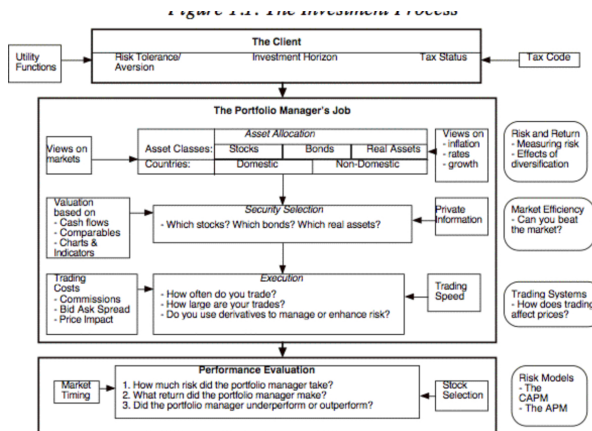 Figure 1.1: The Investment Process
The Client
Utility
Functions
Risk Tolerance/
Aversion
Investment Horizon
Tax Status
Tax Code
The Portfolio Manager's Job
Asset Allocation
Views on
markets
Asset Classes:
Stocks
Bonds
Real Assets
Countries:
Domestic
Non-Domestic
Views on
- inflation
- rates
- growth
Risk and Return
- Measuring risk
- Effects of
diversification
Valuation
based on
- Cash flows
- Comparables
- Charts &
Indicators
Security Selection
- Which stocks? Which bonds? Which real assets?
Private
Information
Market Efficiency
- Can you beat
the market?
Trading
Costs
- Commissions
- Bid Ask Spread
- Price Impact
Execution
- How often do you trade?
- How large are your trades?
- Do you use derivatives to manage or enhance risk?
Trading
Speed
Trading Systems
- How does trading
affect prices?
Performance Evaluation
Market
Timing
1. How much risk did the portfolio manager take?
2. What return did the portfolio manager make?
3. Did the portfolio manager underperform or outperform?
Stock
Selection
Risk Models
- The
CAPM
- The APM